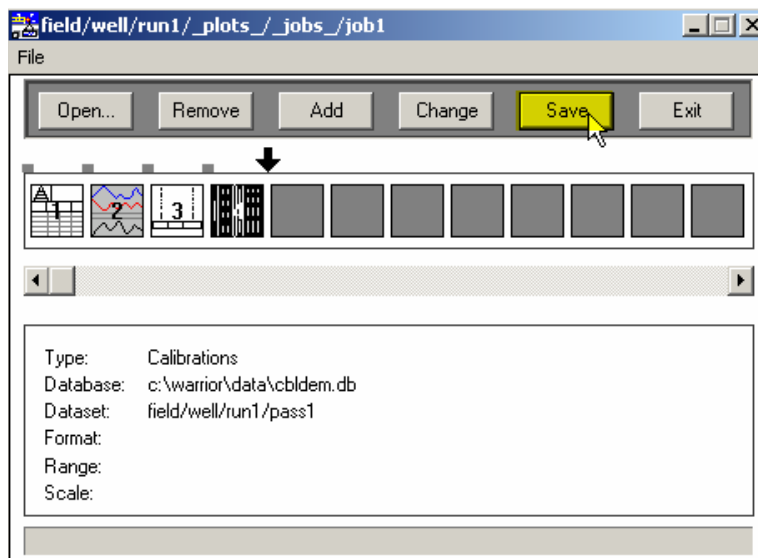 field/well/run1/_plots_/_jobs_/job1
File
Open... Remove Add Change Save Exit
1 2 3
Type: Calibrations
Database: c:\warrior\data\cbldem.db
Dataset: field/well/run1/pass1
Format:
Range:
Scale: